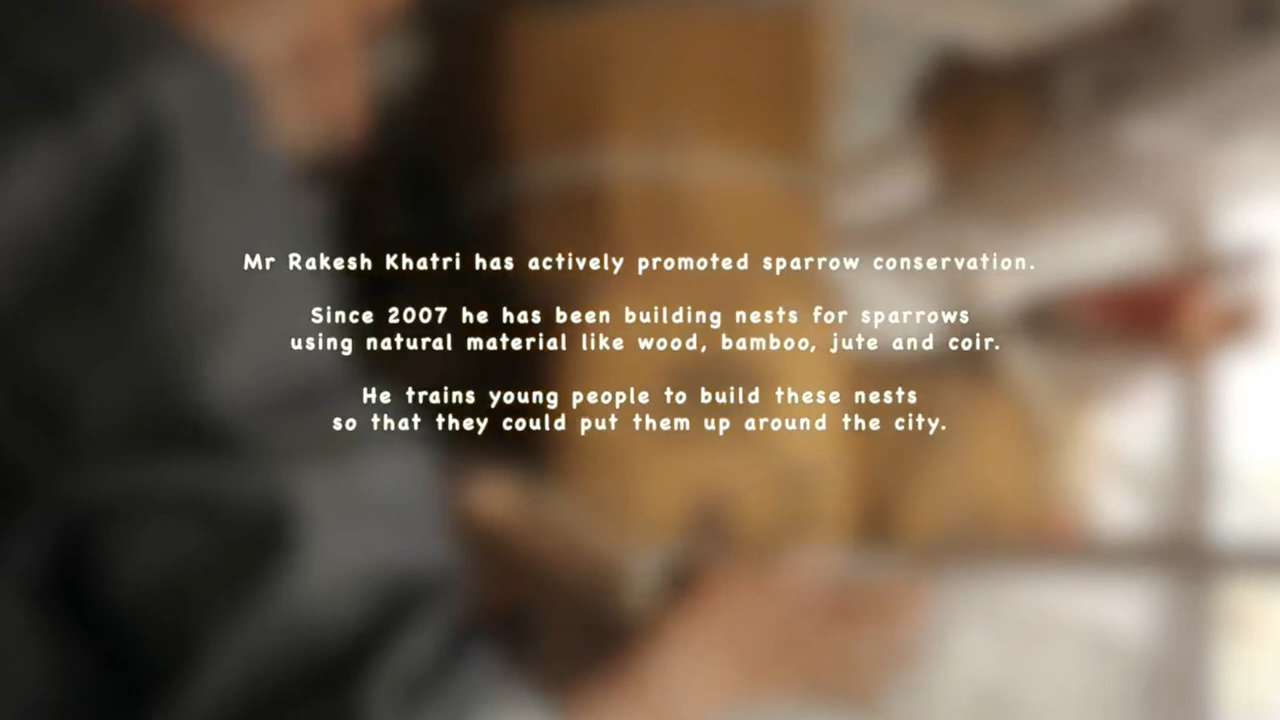 Mr Rakesh Khatri has actively promoted sparrow conservation.
Since 2007 he has been building nests for sparrows
using natural material like wood, bamboo, jute and coir.
He trains young people to build these nests
so that they could put them up around the city.